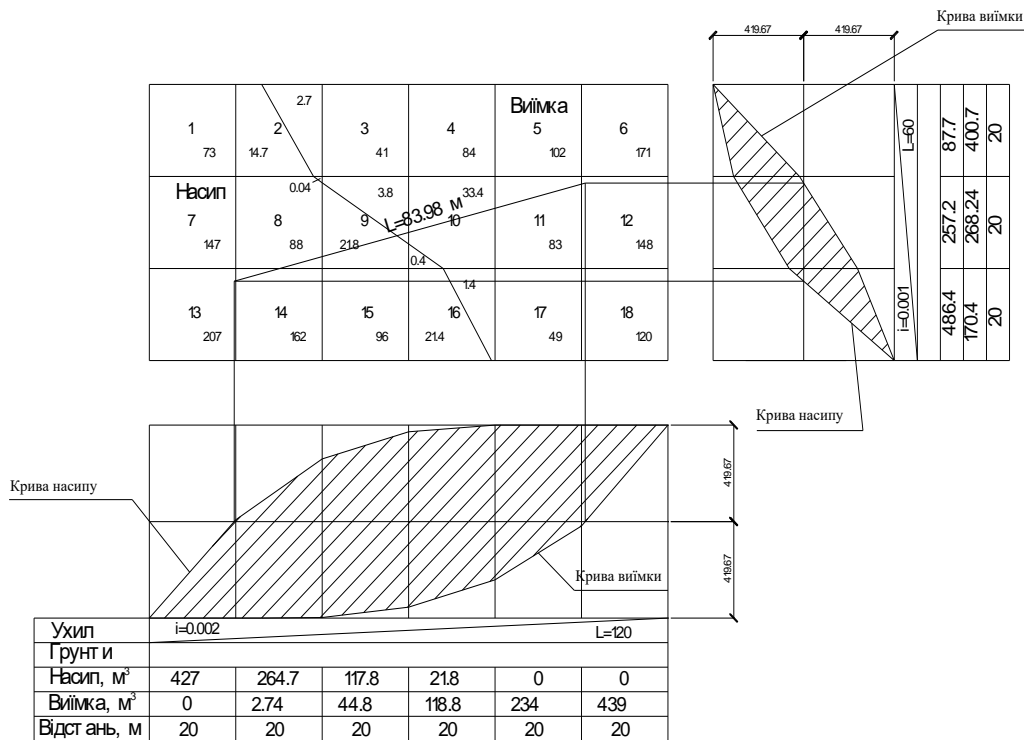 Крива виїмки
419.67 419.67
2.7 Виїмка
1 2 3 4 5 6
73 14.7 41 84 102 171
L=60
87.7
400.7
20
Насип 0.04 3.8 33.4
L=83.98 м
7 8 9 10 11 12
147 88 21.8 83 148
257.2
268.24
20
0.4 1.4
13 14 15 16 17 18
207 162 96 21.4 49 120
i=0.001
486.4
170.4
20
Крива насипу
Крива насипу
419.67
419.67
Крива виїмки
Ухил i=0.002 L=120
Грунти
Насип, м³ 427 264.7 117.8 21.8 0 0
Виїмка, м³ 0 2.74 44.8 118.8 234 439
Відстань, м 20 20 20 20 20 20